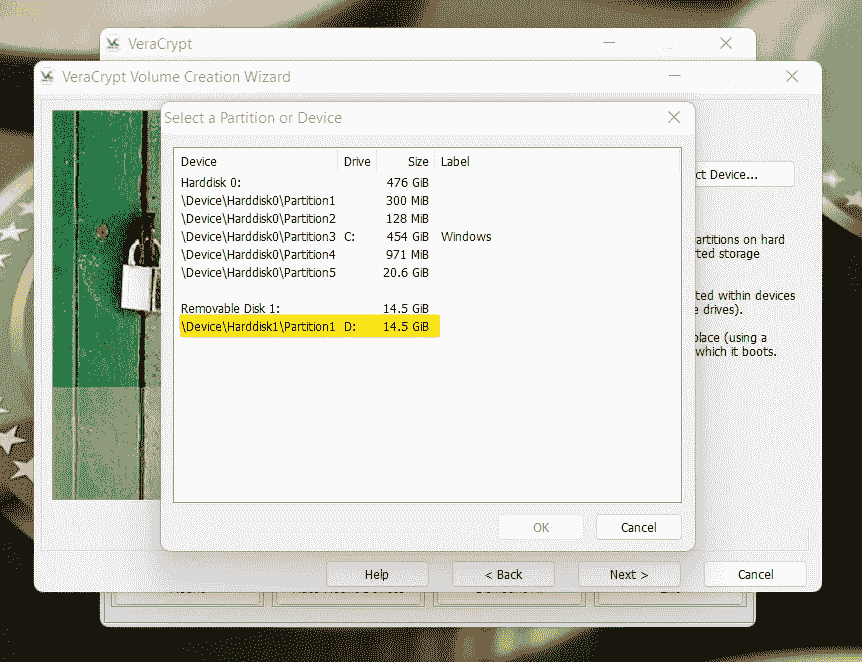 VeraCrypt
VeraCrypt Volume Creation Wizard
Select a Partition or Device
Device Drive Size Label
Harddisk 0: 476 GiB
\Device\Harddisk0\Partition1 300 MiB
\Device\Harddisk0\Partition2 128 MiB
\Device\Harddisk0\Partition3 C: 454 GiB Windows
\Device\Harddisk0\Partition4 971 MiB
\Device\Harddisk0\Partition5 20.6 GiB
Removable Disk 1: 14.5 GiB
\Device\Harddisk1\Partition1 D: 14.5 GiB
ct Device...
artitions on hard
rted storage
ted within devices
e drives).
place (using a
which it boots.
OK Cancel
Help < Back Next > Cancel